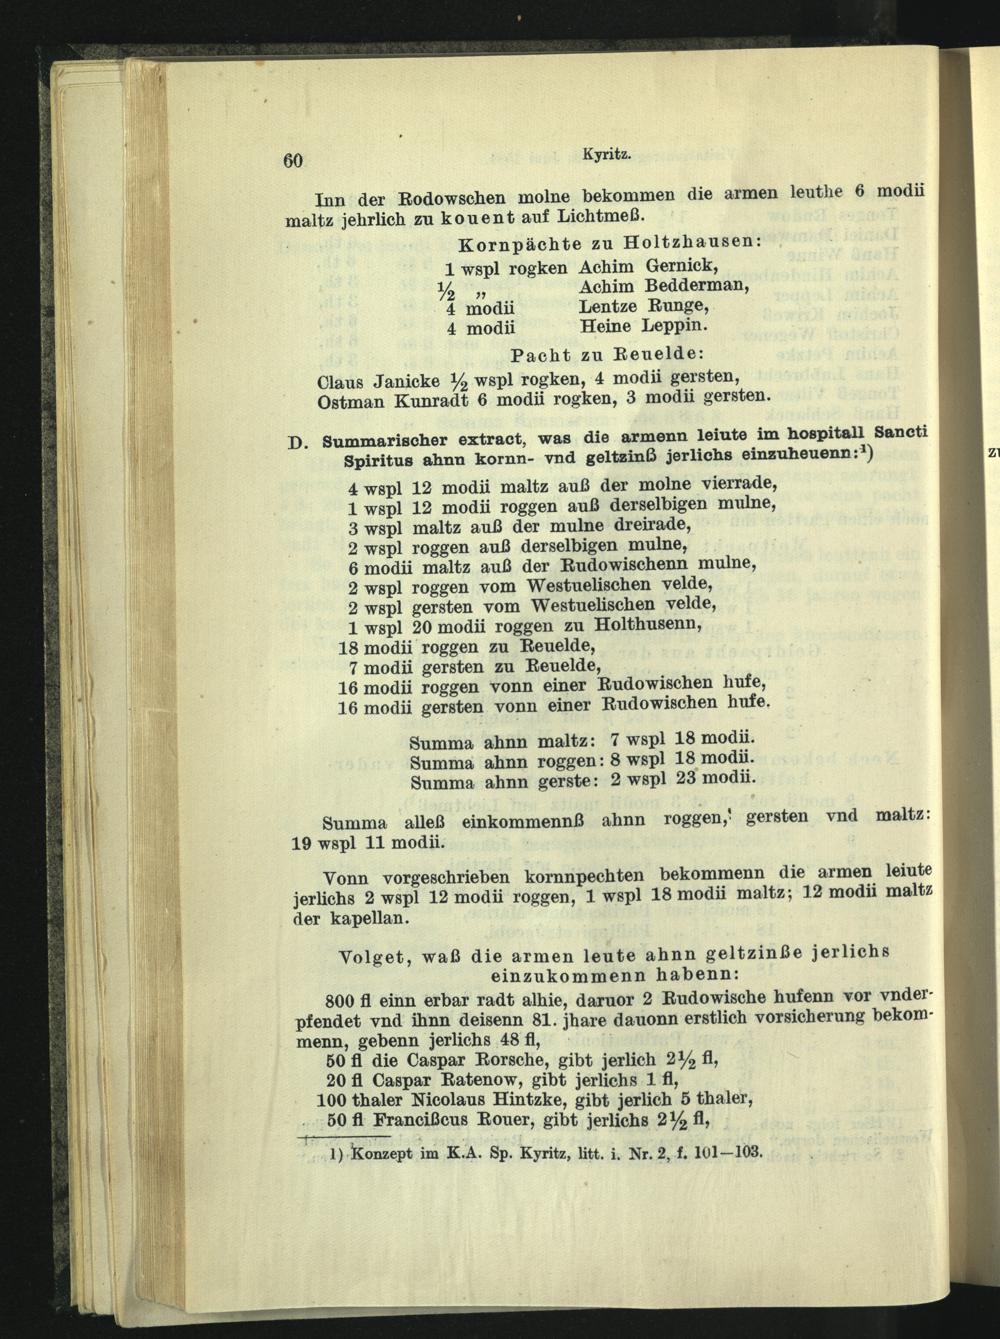 60 Kyritz.
Inn der Rodowschen molne bekommen die armen leuthe 6 modii
maltz jehrlich zu kouent auf Lichtmeß.
Kornpächte zu Holtzhausen:
1 wspl rogken Achim Gernick,
½ „ Achim Bedderman,
4 modii Lentze Runge,
4 modii Heine Leppin.
Pacht zu Reuelde:
Claus Janicke ½ wspl rogken, 4 modii gersten,
Ostman Kunradt 6 modii rogken, 3 modii gersten.
D. Summarischer extract, was die armenn leiute im hospitall Sancti
Spiritus ahnn kornn- vnd geltzinß jerlichs einzuheuenn:¹)
4 wspl 12 modii maltz auß der molne vierrade,
1 wspl 12 modii roggen auß derselbigen mulne,
3 wspl maltz auß der mulne dreirade,
2 wspl roggen auß derselbigen mulne,
6 modii maltz auß der Rudowischenn mulne,
2 wspl roggen vom Westuelischen velde,
2 wspl gersten vom Westuelischen velde,
1 wspl 20 modii roggen zu Holthusenn,
18 modii roggen zu Reuelde,
7 modii gersten zu Reuelde,
16 modii roggen vonn einer Rudowischen hufe,
16 modii gersten vonn einer Rudowischen hufe.
Summa ahnn maltz: 7 wspl 18 modii.
Summa ahnn roggen: 8 wspl 18 modii.
Summa ahnn gerste: 2 wspl 23 modii.
Summa alleß einkommennß ahnn roggen, gersten vnd maltz:
19 wspl 11 modii.
Vonn vorgeschrieben kornnpechten bekommenn die armen leiute
jerlichs 2 wspl 12 modii roggen, 1 wspl 18 modii maltz; 12 modii maltz
der kapellan.
Volget, waß die armen leute ahnn geltzinße jerlichs
einzukommenn habenn:
800 fl einn erbar radt alhie, daruor 2 Rudowische hufenn vor vnder-
pfendet vnd ihnn deisenn 81. jhare dauonn erstlich vorsicherung bekom-
menn, gebenn jerlichs 48 fl,
50 fl die Caspar Rorsche, gibt jerlich 2½ fl,
20 fl Caspar Ratenow, gibt jerlichs 1 fl,
100 thaler Nicolaus Hintzke, gibt jerlich 5 thaler,
50 fl Francißcus Rouer, gibt jerlichs 2½ fl,
1) Konzept im K.A. Sp. Kyritz, litt. i. Nr. 2, f. 101—103.